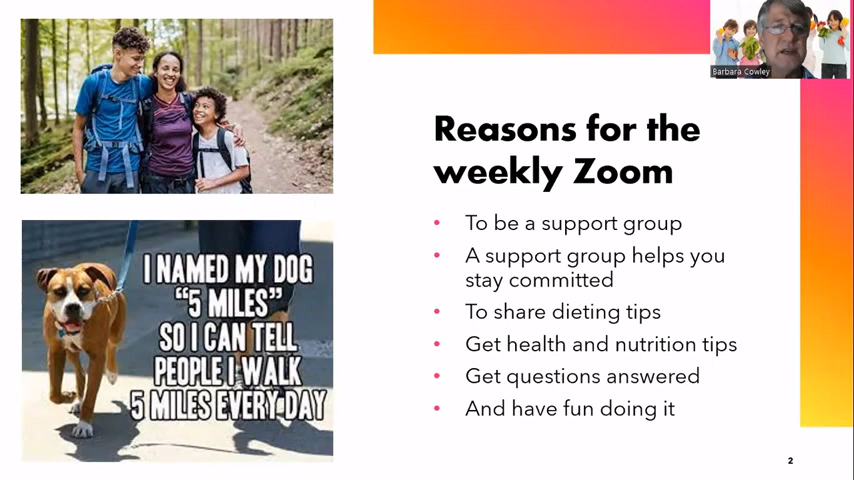 Barbara Cowley
Reasons for the
weekly Zoom
• To be a support group
• A support group helps you
stay committed
• To share dieting tips
• Get health and nutrition tips
• Get questions answered
• And have fun doing it
I NAMED MY DOG
“5 MILES”
SO I CAN TELL
PEOPLE I WALK
5 MILES EVERY DAY
2